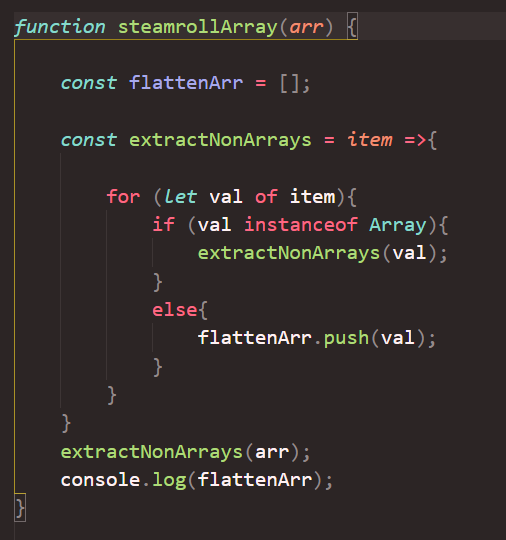 function steamrollArray(arr) {
const flattenArr = [];
const extractNonArrays = item =>{
for (let val of item){
if (val instanceof Array){
extractNonArrays(val);
}
else{
flattenArr.push(val);
}
}
}
extractNonArrays(arr);
console.log(flattenArr);
}